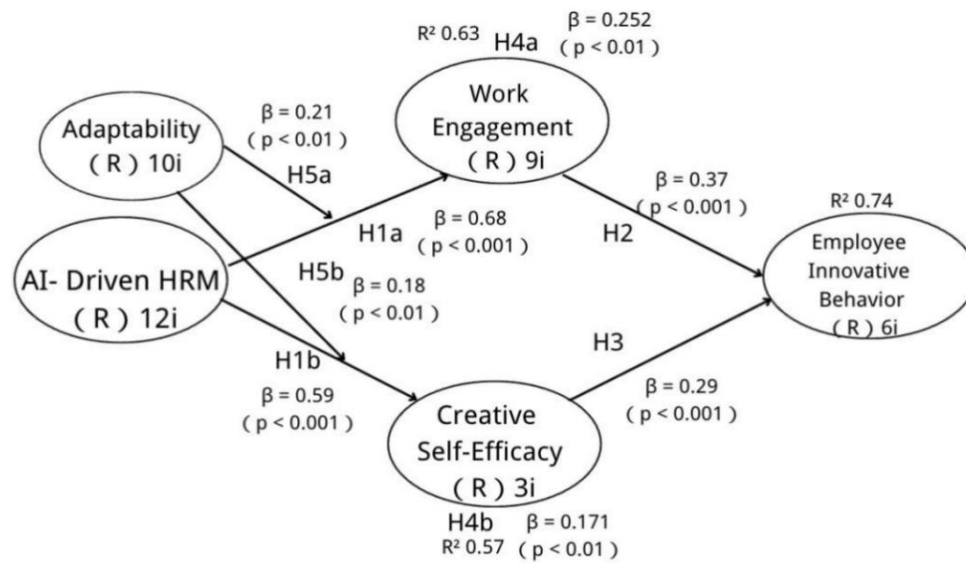 R² 0.63 H4a
β = 0.252
( p < 0.01 )
Work
Engagement
( R ) 9i
Adaptability
( R ) 10i
β = 0.21
( p < 0.01 )
H5a
AI- Driven HRM
( R ) 12i
H1a
β = 0.68
( p < 0.001 )
H5b
β = 0.18
( p < 0.01 )
H1b
β = 0.59
( p < 0.001 )
β = 0.37
( p < 0.001 )
H2
R² 0.74
Employee
Innovative
Behavior
( R ) 6i
H3
β = 0.29
( p < 0.001 )
Creative
Self-Efficacy
( R ) 3i
H4b β = 0.171
R² 0.57 ( p < 0.01 )